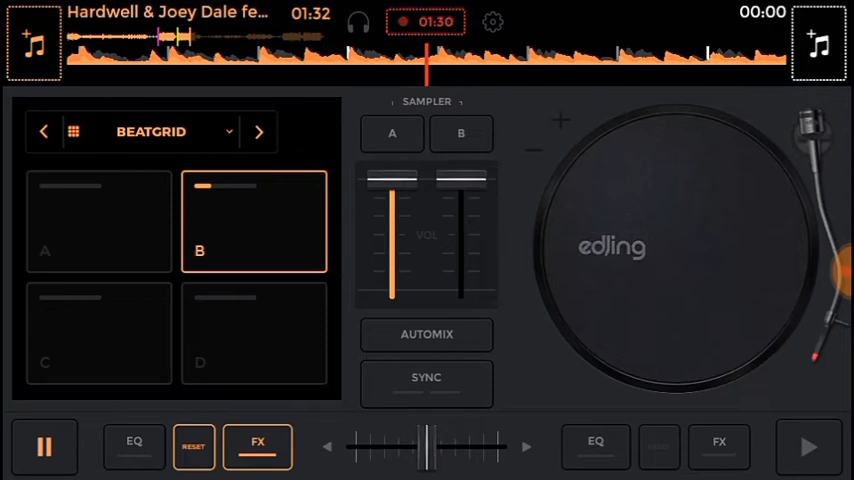 Hardwell & Joey Dale fe...
01:32
01:30
00:00
SAMPLER
BEATGRID
A
B
A
B
VOL
edjing
C
D
AUTOMIX
SYNC
EQ
RESET
FX
EQ
RESET
FX